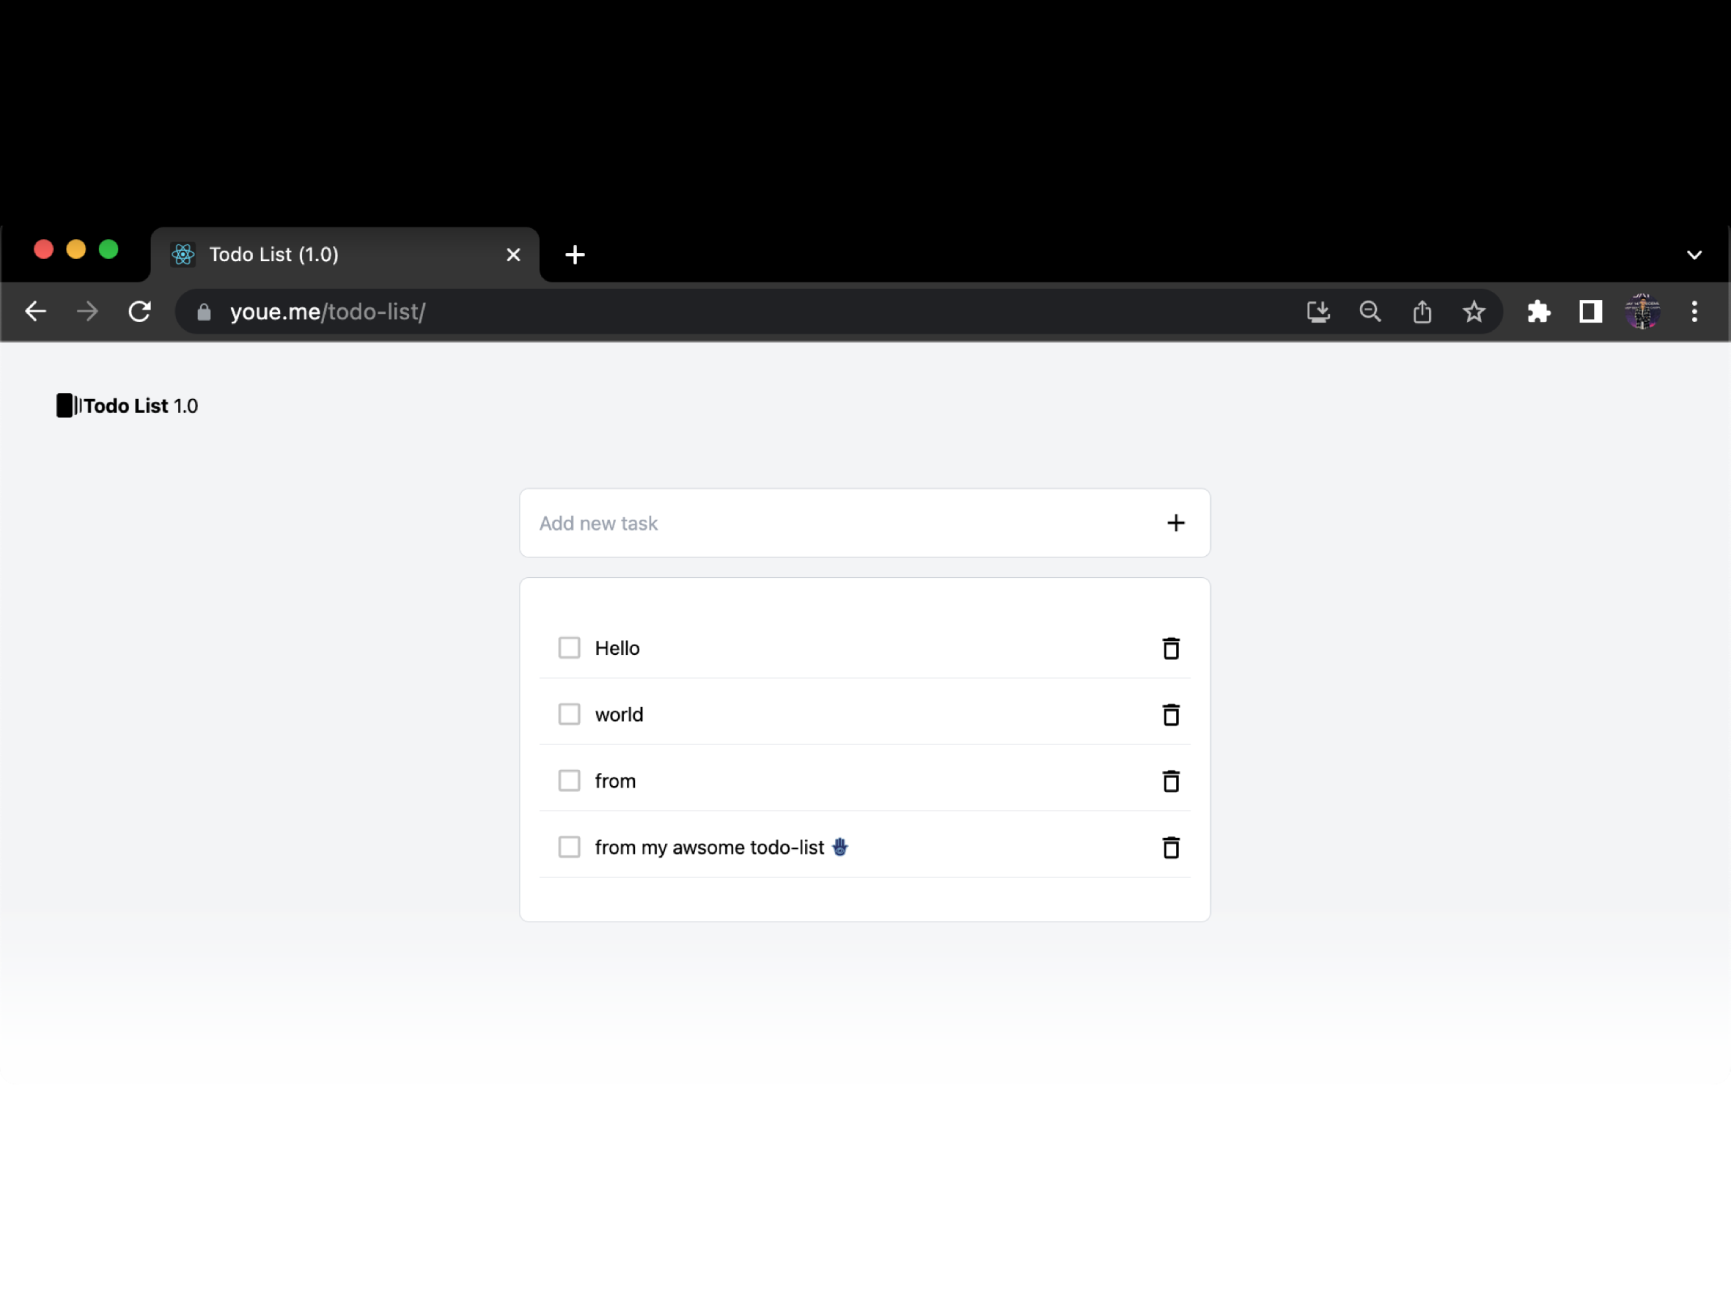 Todo List (1.0)
youe.me/todo-list/
Todo List 1.0
Add new task
Hello
world
from
from my awsome todo-list 🪬